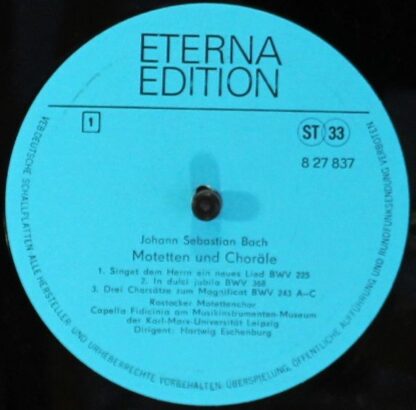 ETERNA
EDITION
1
ST 33
8 27 837
Johann Sebastian Bach
Motetten und Choräle
1. Singet dem Herrn ein neues Lied BWV 225
2. In dulci jubilo BWV 368
3. Drei Chorsätze zum Magnificat BWV 243 A—C
Rostocker Motettenchor
Capella Fidicinia am Musikinstrumenten-Museum
der Karl-Marx-Universität Leipzig
Dirigent: Hartwig Eschenburg
VEB DEUTSCHE SCHALLPLATTEN ALLE HERSTELLER- UND URHEBERRECHTE VORBEHALTEN: ÜBERSPIELUNG, ÖFFENTLICHE AUFFÜHRUNG UND RUNDFUNKSENDUNG VERBOTEN